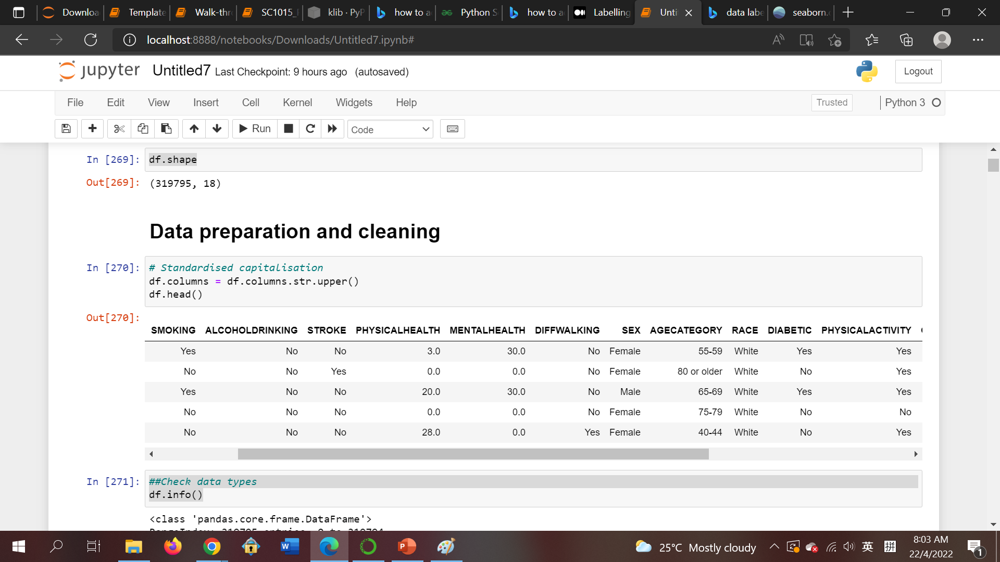 Downloa
Template
Walk-thr
SC1015_
klib · PyP
how to a
Python S
how to a
Labelling
Unti
data labe
seaborn.
localhost:8888/notebooks/Downloads/Untitled7.ipynb#
jupyter Untitled7 Last Checkpoint: 9 hours ago (autosaved)
Logout
File Edit View Insert Cell Kernel Widgets Help
Trusted
Python 3
Run
Code
In [269]: df.shape
Out[269]: (319795, 18)
Data preparation and cleaning
In [270]: # Standardised capitalisation
df.columns = df.columns.str.upper()
df.head()
Out[270]:
SMOKING ALCOHOLDRINKING STROKE PHYSICALHEALTH MENTALHEALTH DIFFWALKING SEX AGECATEGORY RACE DIABETIC PHYSICALACTIVITY
Yes No No 3.0 30.0 No Female 55-59 White Yes Yes
No No Yes 0.0 0.0 No Female 80 or older White No Yes
Yes No No 20.0 30.0 No Male 65-69 White Yes Yes
No No No 0.0 0.0 No Female 75-79 White No No
No No No 28.0 0.0 Yes Female 40-44 White No Yes
In [271]: ##Check data types
df.info()
<class 'pandas.core.frame.DataFrame'>
RangeIndex: 319795 entries, 0 to 319794
25°C Mostly cloudy
英
拼
8:03 AM
22/4/2022
1